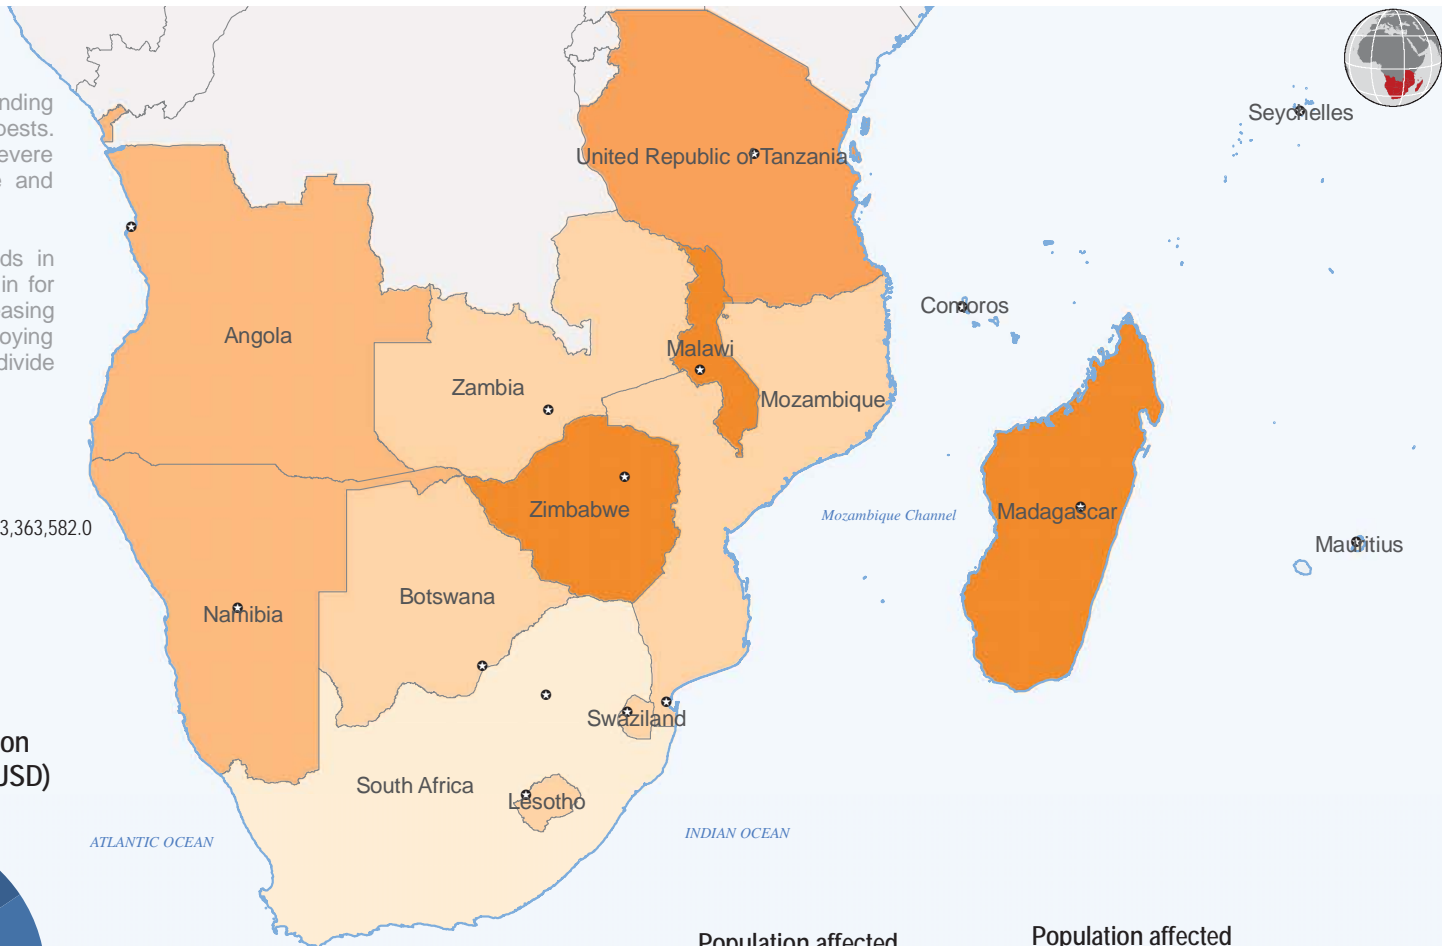 nding
pests.
evere
and
ds in
in for
easing
oying
divide
3,363,582.0
on
USD)
United Republic of Tanzania
Seychelles
Comoros
Angola
Malawi
Zambia
Mozambique
Zimbabwe
Mozambique Channel
Madagascar
Mauritius
Botswana
Namibia
Swaziland
South Africa
Lesotho
ATLANTIC OCEAN
INDIAN OCEAN
Population affected
Population affected